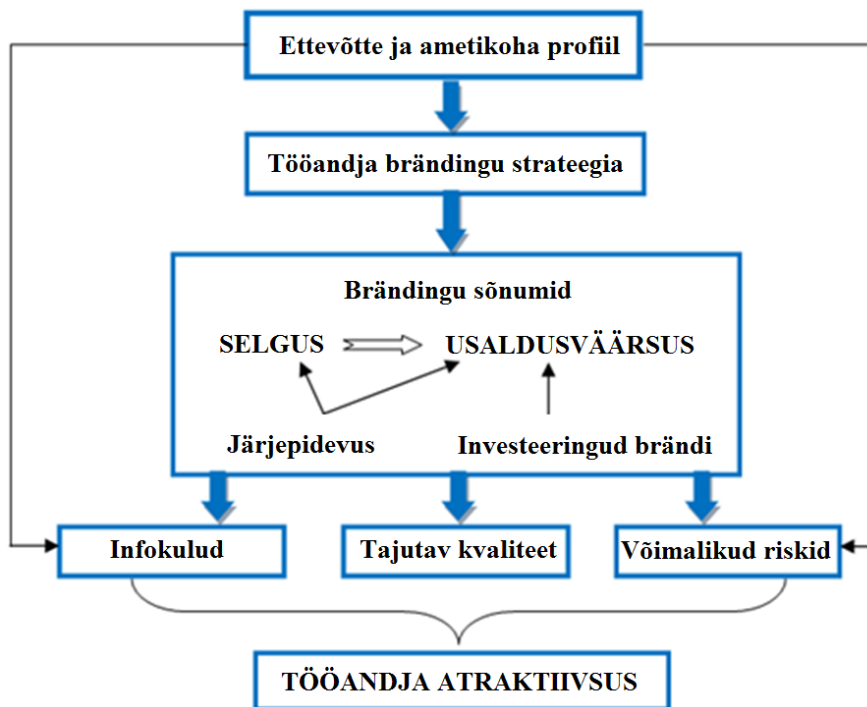 Ettevõtte ja ametikoha profiil
Tööandja brändingu strateegia
Brändingu sõnumid
SELGUS USALDUSVÄÄRSUS
Järjepidevus Investeeringud brändi
Infokulud Tajutav kvaliteet Võimalikud riskid
TÖÖANDJA ATRAKTIIVSUS